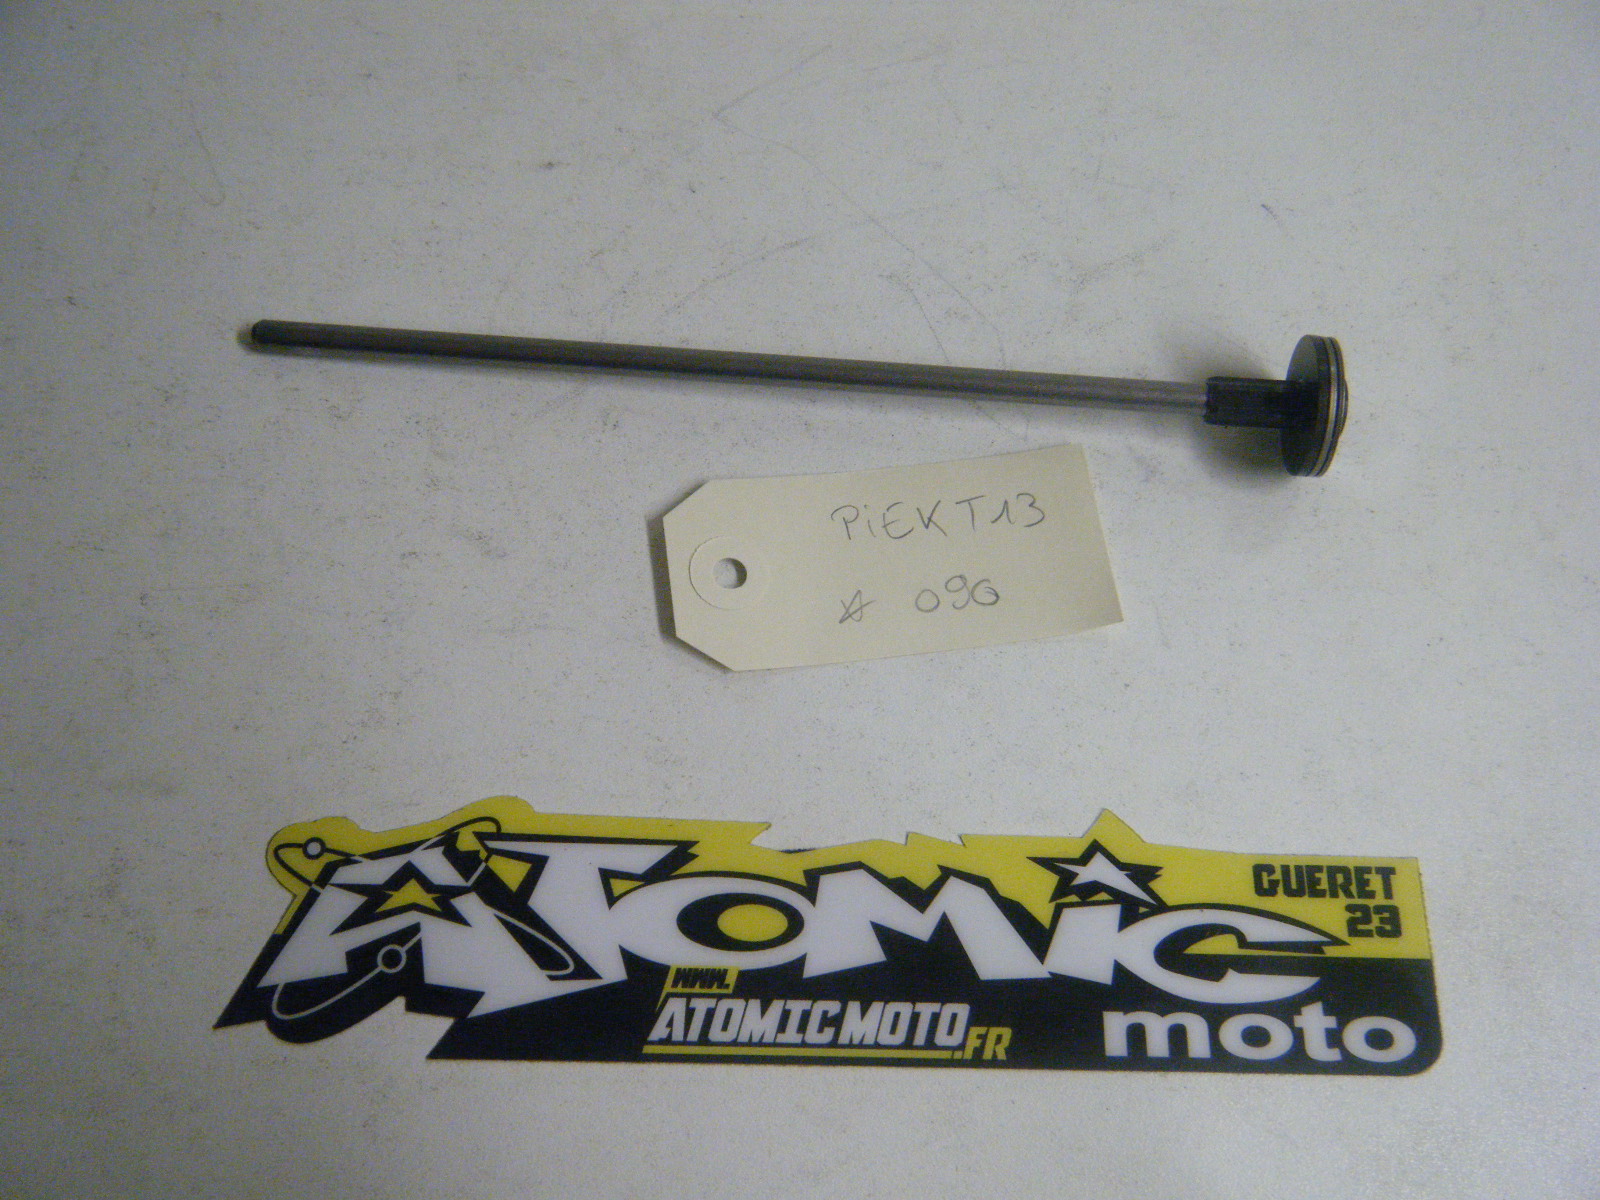 PiEKT13
☆ 090
ATOMiC
GUERET
23
WWW.
ATOMICMOTO.FR
moto